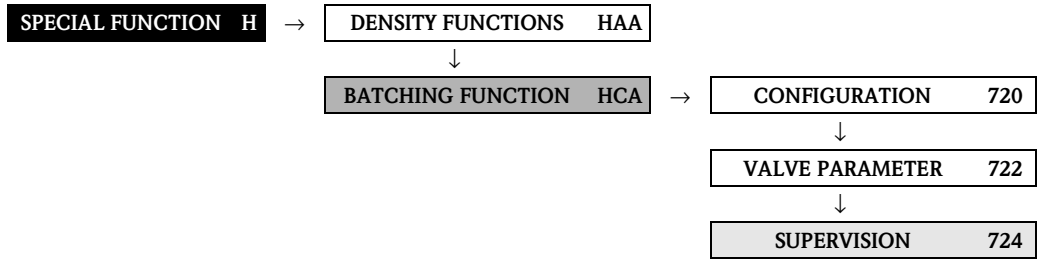 SPECIAL FUNCTION H → DENSITY FUNCTIONS HAA
↓
BATCHING FUNCTION HCA → CONFIGURATION 720
↓
VALVE PARAMETER 722
↓
SUPERVISION 724